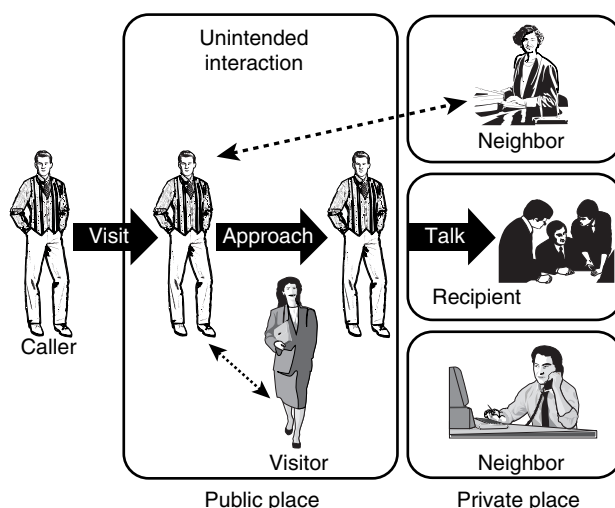 Unintended
interaction
Neighbor
Visit
Approach
Talk
Recipient
Caller
Visitor
Neighbor
Public place
Private place